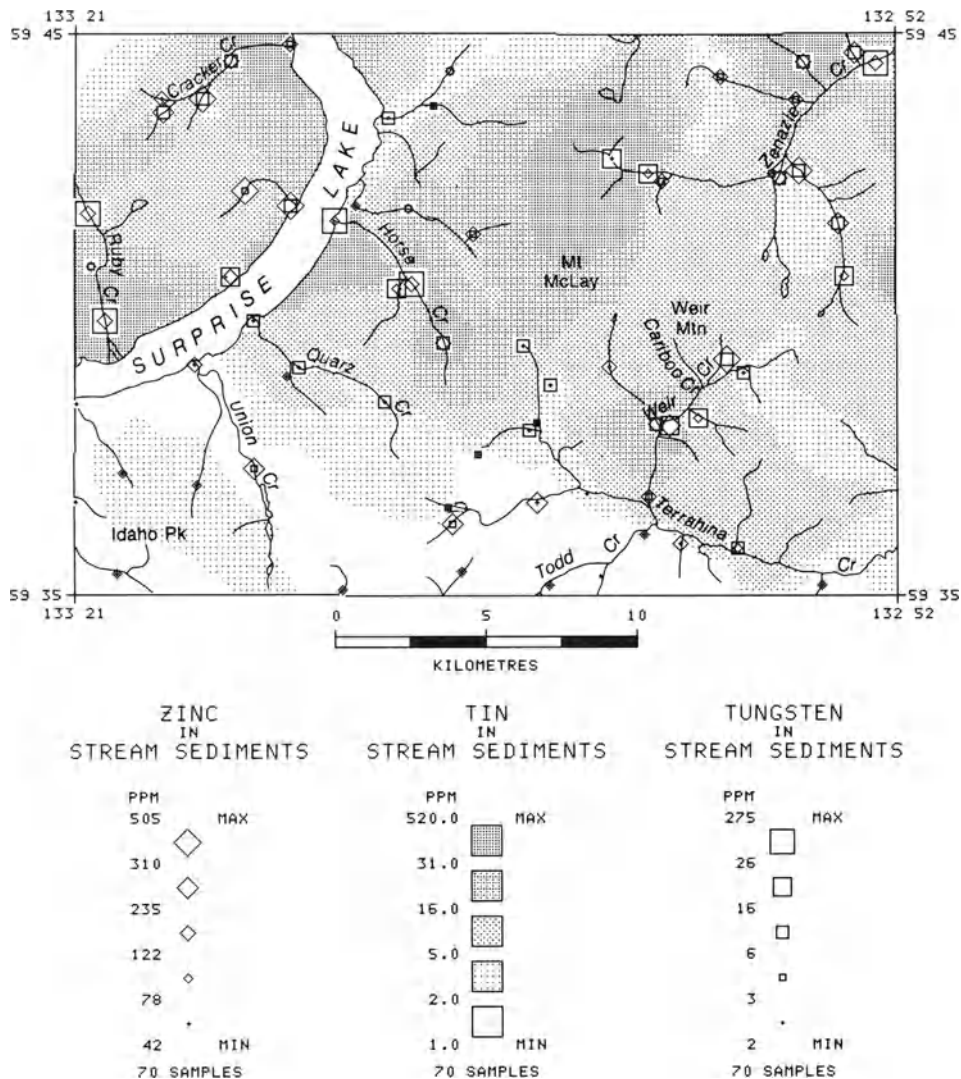 133 21
132 52
59 45
59 45
Cracker Cr
Zenazie Cr
SURPRISE LAKE
Ruby Cr
Horse Cr
Mt
McLay
Weir
Mtn
Cariboo Cr
Quarz Cr
Weir Cr
Union Cr
Idaho Pk
Terrahina Cr
Todd Cr
59 35
59 35
133 21
132 52
0 5 10
KILOMETRES
ZINC
IN
STREAM SEDIMENTS
PPM
505 MAX
310
235
122
78
42 MIN
70 SAMPLES
TIN
IN
STREAM SEDIMENTS
PPM
520.0 MAX
31.0
16.0
5.0
2.0
1.0 MIN
70 SAMPLES
TUNGSTEN
IN
STREAM SEDIMENTS
PPM
275 MAX
26
16
6
3
2 MIN
70 SAMPLES